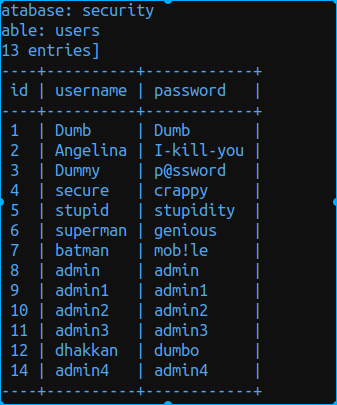 atabase: security
able: users
13 entries]
----+----------+------------+
 id | username | password   |
----+----------+------------+
 1  | Dumb     | Dumb       |
 2  | Angelina | I-kill-you |
 3  | Dummy    | p@ssword   |
 4  | secure   | crappy     |
 5  | stupid   | stupidity  |
 6  | superman | genious    |
 7  | batman   | mob!le     |
 8  | admin    | admin      |
 9  | admin1   | admin1     |
 10 | admin2   | admin2     |
 11 | admin3   | admin3     |
 12 | dhakkan  | dumbo      |
 14 | admin4   | admin4     |
----+----------+------------+